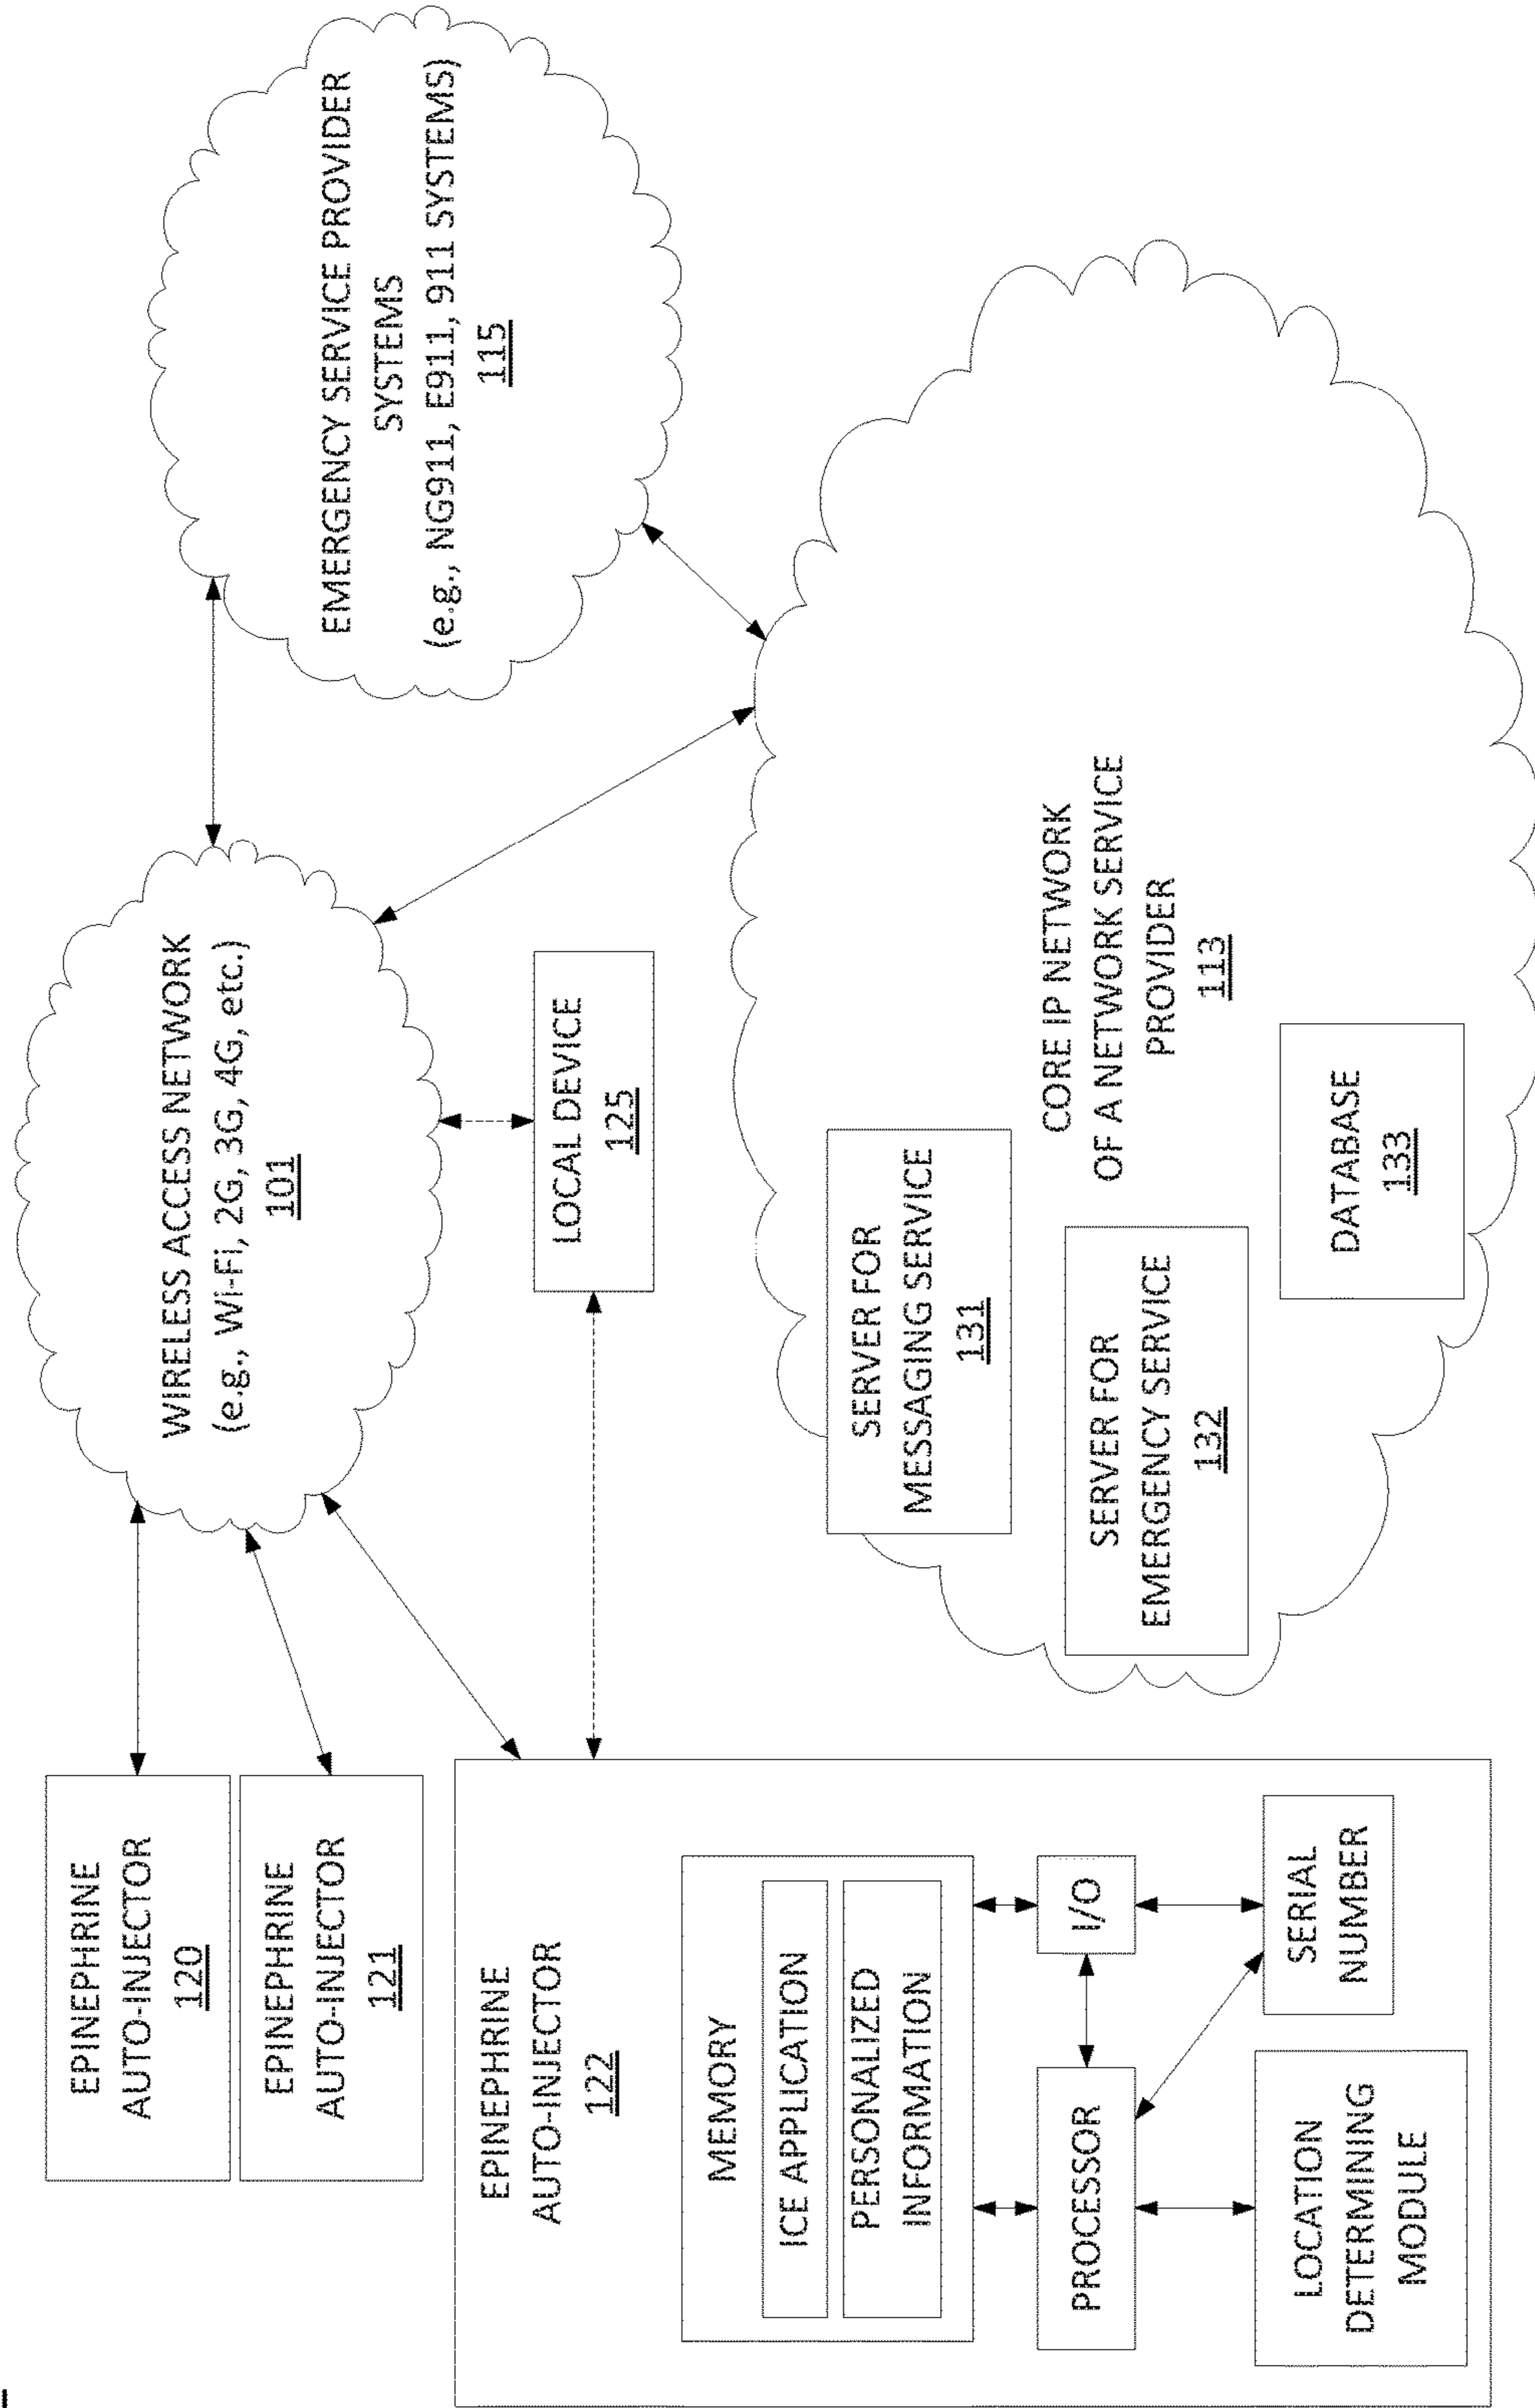 EPINEPHRINE
AUTO-INJECTOR
120
EPINEPHRINE
AUTO-INJECTOR
121
WIRELESS ACCESS NETWORK
(e.g., Wi-Fi, 2G, 3G, 4G, etc.)
101
EMERGENCY SERVICE PROVIDER
SYSTEMS
(e.g., NG911, E911, 911 SYSTEMS)
115
LOCAL DEVICE
125
EPINEPHRINE
AUTO-INJECTOR
122
MEMORY
ICE APPLICATION
PERSONALIZED
INFORMATION
PROCESSOR
I/O
LOCATION
DETERMINING
MODULE
SERIAL
NUMBER
SERVER FOR
MESSAGING SERVICE
131
SERVER FOR
EMERGENCY SERVICE
132
CORE IP NETWORK
OF A NETWORK SERVICE
PROVIDER
113
DATABASE
133